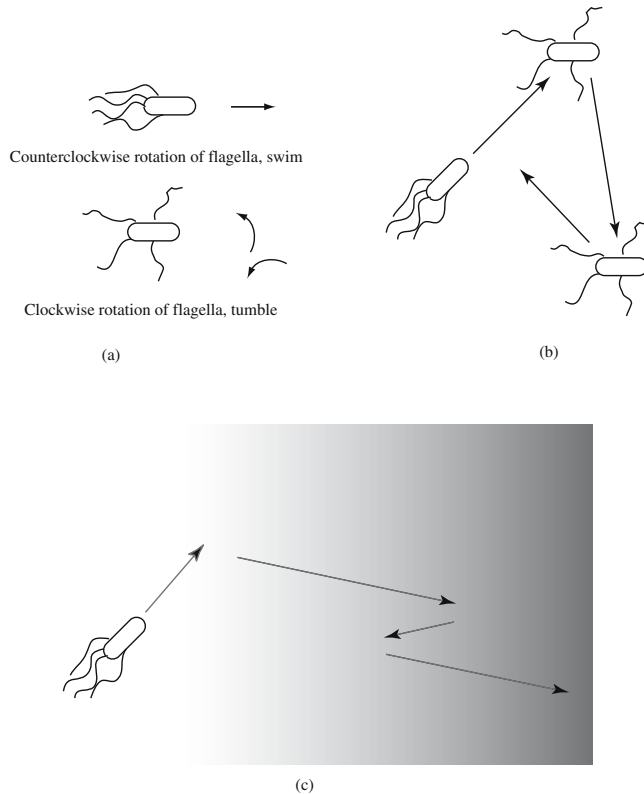 Counterclockwise rotation of flagella, swim
Clockwise rotation of flagella, tumble
(a)
(b)
(c)